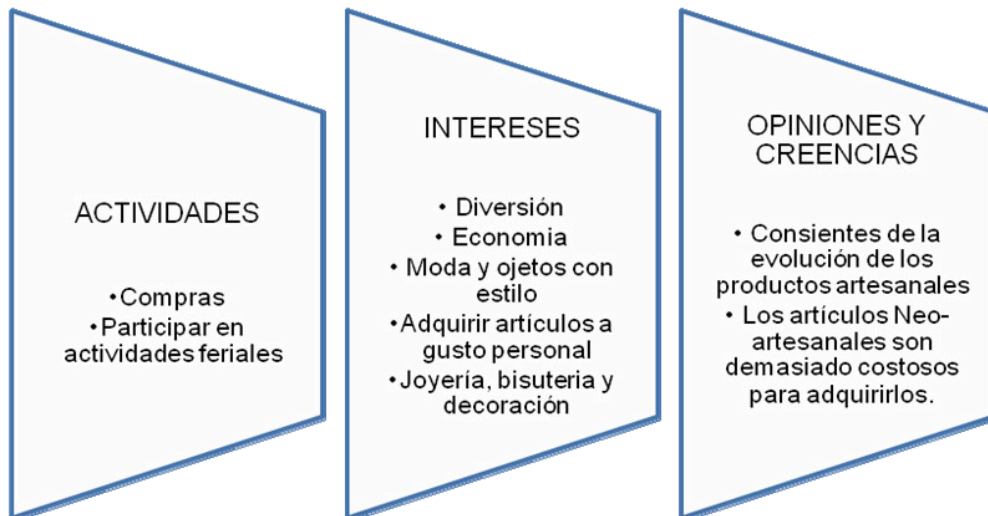 ACTIVIDADES
•Compras
•Participar en
actividades feriales
INTERESES
• Diversión
• Economía
•Moda y ojetos con
estilo
•Adquirir artículos a
gusto personal
•Joyería, bisuteria y
decoración
OPINIONES Y
CREENCIAS
• Consientes de la
evolución de los
productos artesanales
• Los artículos Neo-
artesanales son
demasiado costosos
para adquirirlos.